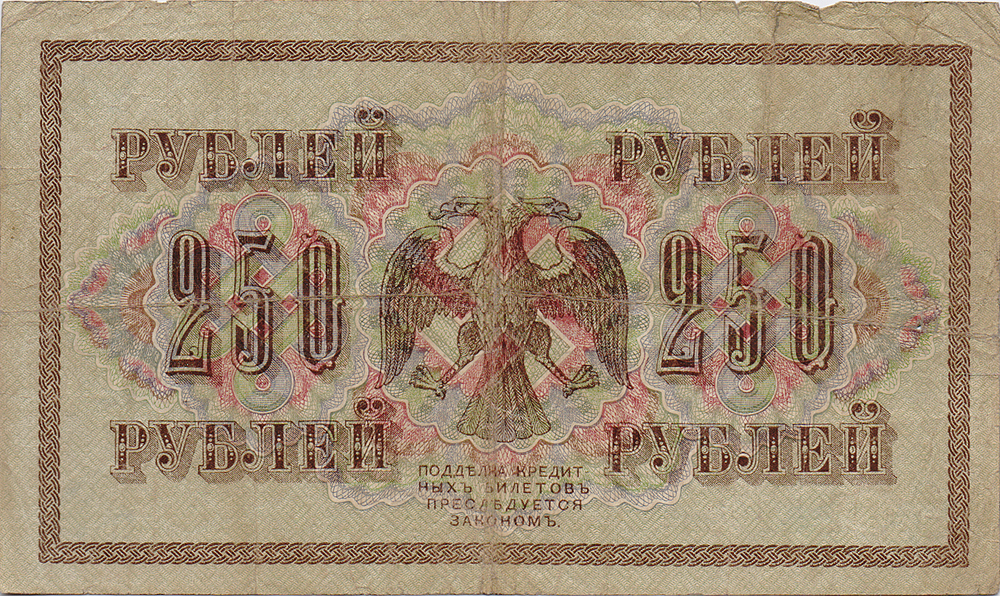 РУБЛЕЙ РУБЛЕЙ
250 250
РУБЛЕЙ РУБЛЕЙ
ПОДДЕЛКА КРЕДИТ-
НЫХЪ БИЛЕТОВЪ
ПРЕСЛѢДУЕТСЯ
ЗАКОНОМЪ.